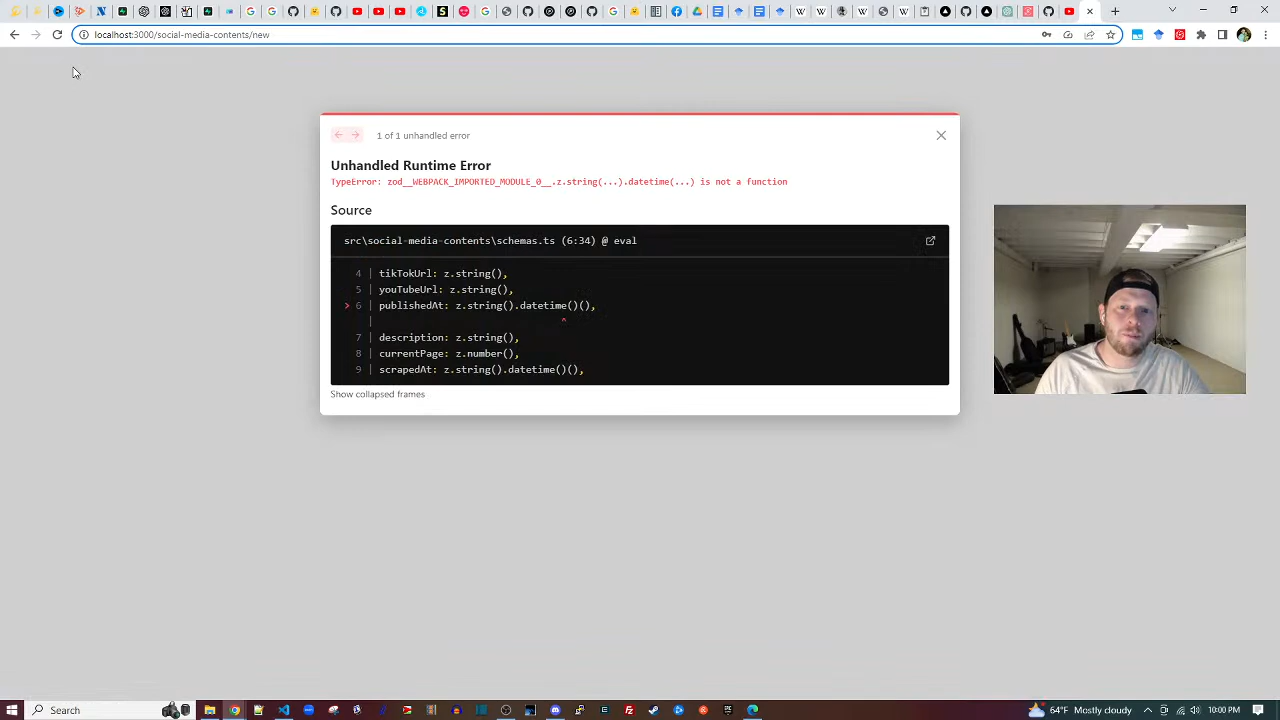 localhost:3000/social-media-contents/new
1 of 1 unhandled error
Unhandled Runtime Error
TypeError: zod__WEBPACK_IMPORTED_MODULE_0__.z.string(...).datetime(...) is not a function
Source
src\social-media-contents\schemas.ts (6:34) @ eval
4 | tikTokUrl: z.string(),
5 | youTubeUrl: z.string(),
> 6 | publishedAt: z.string().datetime()(),
| ^
7 | description: z.string(),
8 | currentPage: z.number(),
9 | scrapedAt: z.string().datetime()(),
Show collapsed frames
Search
64°F Mostly cloudy
10:00 PM